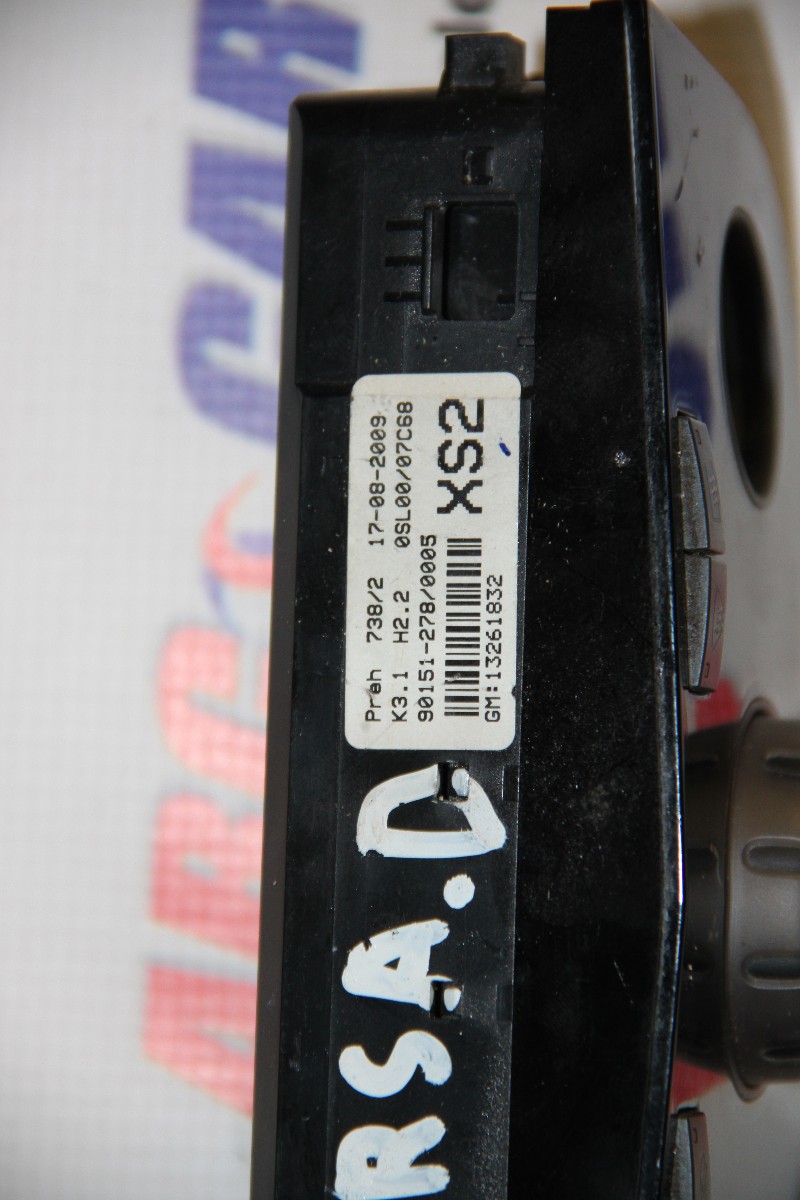 Preh 738/2 17-08-2009
K3.1 H2.2 0SL00/07C68
90151-278/0005
XS2
GM:13261832
RSA.D